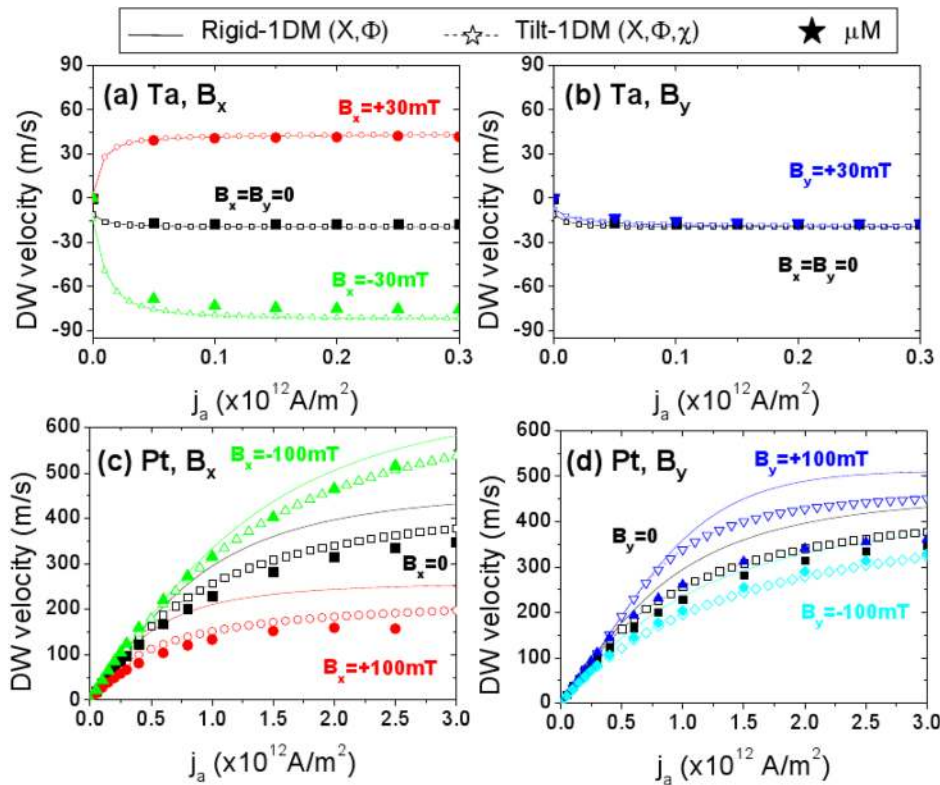 Rigid-1DM (X,Φ) Tilt-1DM (X,Φ,χ) μM
(a) Ta, Bx
Bx=+30mT
Bx=By=0
Bx=-30mT
DW velocity (m/s)
90
60
30
0
-30
-60
-90
0.0 0.1 0.2 0.3
ja (x10^12A/m^2)
(b) Ta, By
By=+30mT
Bx=By=0
DW velocity (m/s)
90
60
30
0
-30
-60
-90
0.0 0.1 0.2 0.3
ja (x10^12A/m^2)
(c) Pt, Bx
Bx=-100mT
Bx=0
Bx=+100mT
DW velocity (m/s)
600
500
400
300
200
100
0
0.0 0.5 1.0 1.5 2.0 2.5 3.0
ja (x10^12A/m^2)
(d) Pt, By
By=+100mT
By=0
By=-100mT
DW velocity (m/s)
600
500
400
300
200
100
0
0.0 0.5 1.0 1.5 2.0 2.5 3.0
ja (x10^12A/m^2)